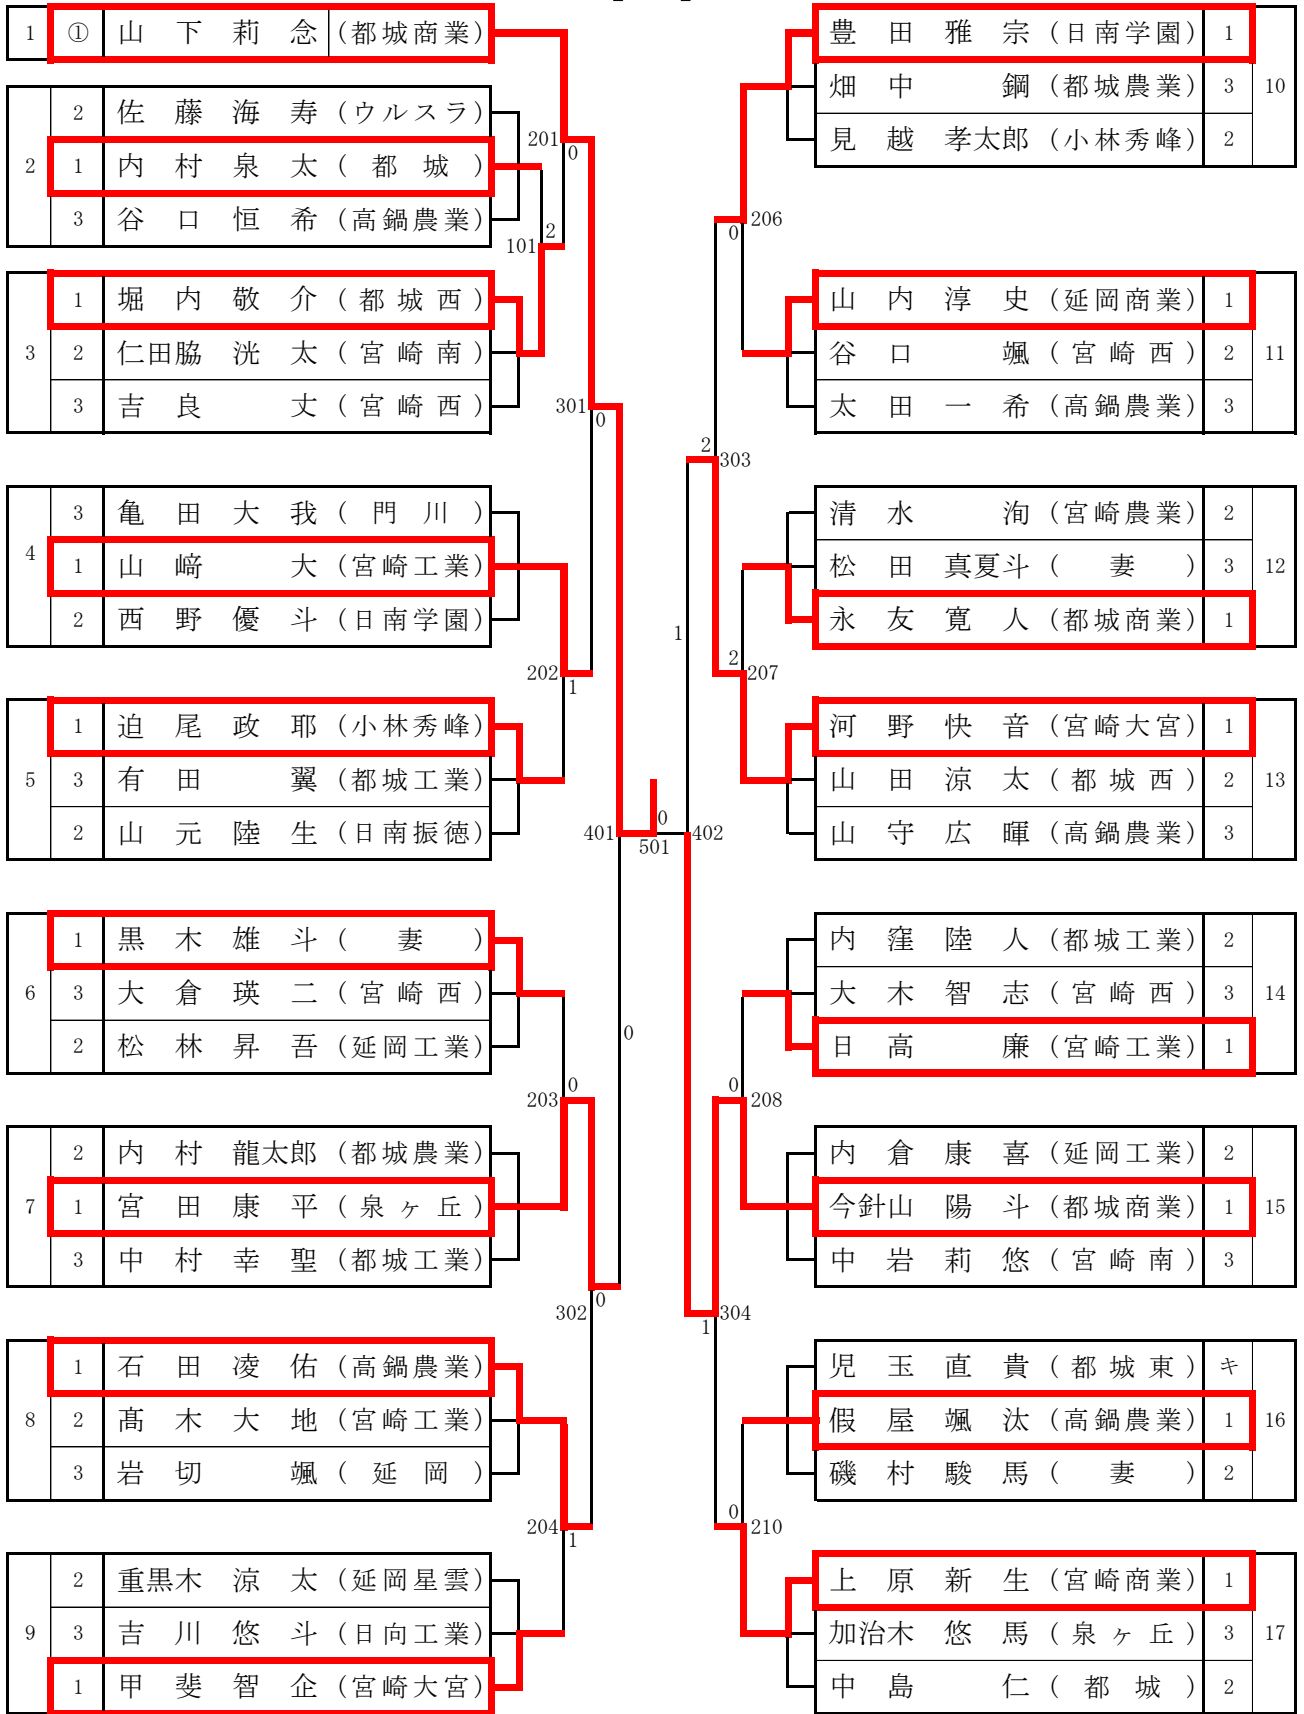 1 ① 山下莉念 (都城商業)
2 佐藤海寿 (ウルスラ)
2 1 内村泉太 (都城)
3 谷口恒希 (高鍋農業)
1 堀内敬介 (都城西)
3 2 仁田脇洸太 (宮崎南)
3 吉良丈 (宮崎西)
3 亀田大我 (門川)
4 1 山﨑大 (宮崎工業)
2 西野優斗 (日南学園)
1 迫尾政耶 (小林秀峰)
5 3 有田翼 (都城工業)
2 山元陸生 (日南振徳)
1 黒木雄斗 (妻)
6 3 大倉瑛二 (宮崎西)
2 松林昇吾 (延岡工業)
2 内村龍太郎 (都城農業)
7 1 宮田康平 (泉ヶ丘)
3 中村幸聖 (都城工業)
1 石田凌佑 (高鍋農業)
8 2 髙木大地 (宮崎工業)
3 岩切颯 (延岡)
2 重黒木涼太 (延岡星雲)
9 3 吉川悠斗 (日向工業)
1 甲斐智企 (宮崎大宮)
201
0
2
101
301
0
202
1
401
501
0
402
0
203
0
302
0
204
1
0
206
2
303
1
2
207
0
208
304
1
0
210
豊田雅宗 (日南学園) 1
畑中鋼 (都城農業) 3 10
見越孝太郎 (小林秀峰) 2
山内淳史 (延岡商業) 1
谷口颯 (宮崎西) 2 11
太田一希 (高鍋農業) 3
清水洵 (宮崎農業) 2
松田真夏斗 (妻) 3 12
永友寛人 (都城商業) 1
河野快音 (宮崎大宮) 1
山田涼太 (都城西) 2 13
山守広暉 (高鍋農業) 3
内窪陸人 (都城工業) 2
大木智志 (宮崎西) 3 14
日高廉 (宮崎工業) 1
内倉康喜 (延岡工業) 2
今針山陽斗 (都城商業) 1 15
中岩莉悠 (宮崎南) 3
児玉直貴 (都城東) キ
假屋颯汰 (高鍋農業) 1 16
磯村駿馬 (妻) 2
上原新生 (宮崎商業) 1
加治木悠馬 (泉ヶ丘) 3 17
中島仁 (都城) 2